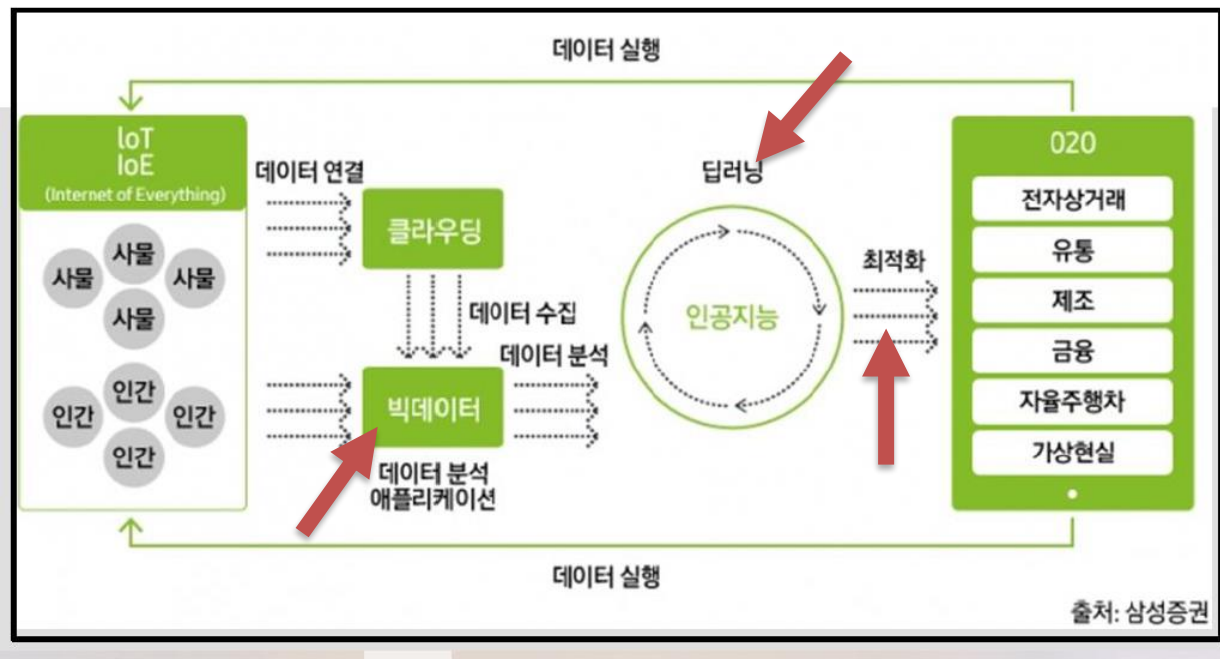 데이터 실행
IoT
IoE
(Internet of Everything)
사물
사물
사물
사물
인간
인간
인간
인간
데이터 연결
클라우딩
데이터 수집
빅데이터
데이터 분석
애플리케이션
데이터 분석
딥러닝
인공지능
최적화
O2O
전자상거래
유통
제조
금융
자율주행차
가상현실
데이터 실행
출처: 삼성증권